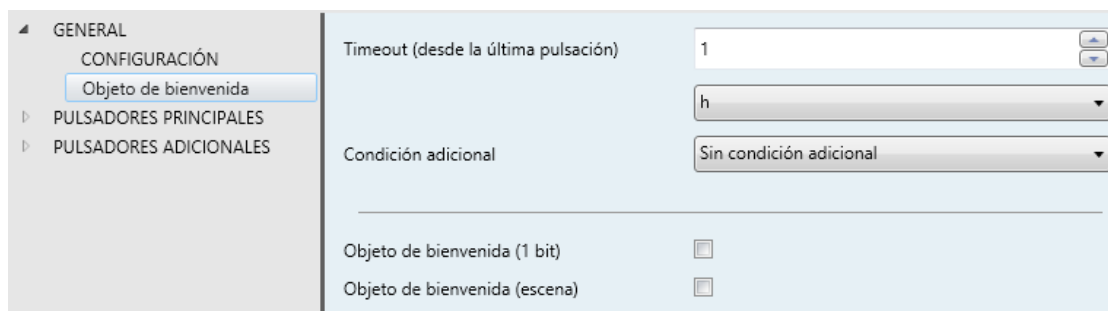 GENERAL
CONFIGURACIÓN
Objeto de bienvenida
PULSADORES PRINCIPALES
PULSADORES ADICIONALES
Timeout (desde la última pulsación)
1
h
Condición adicional
Sin condición adicional
Objeto de bienvenida (1 bit)
Objeto de bienvenida (escena)